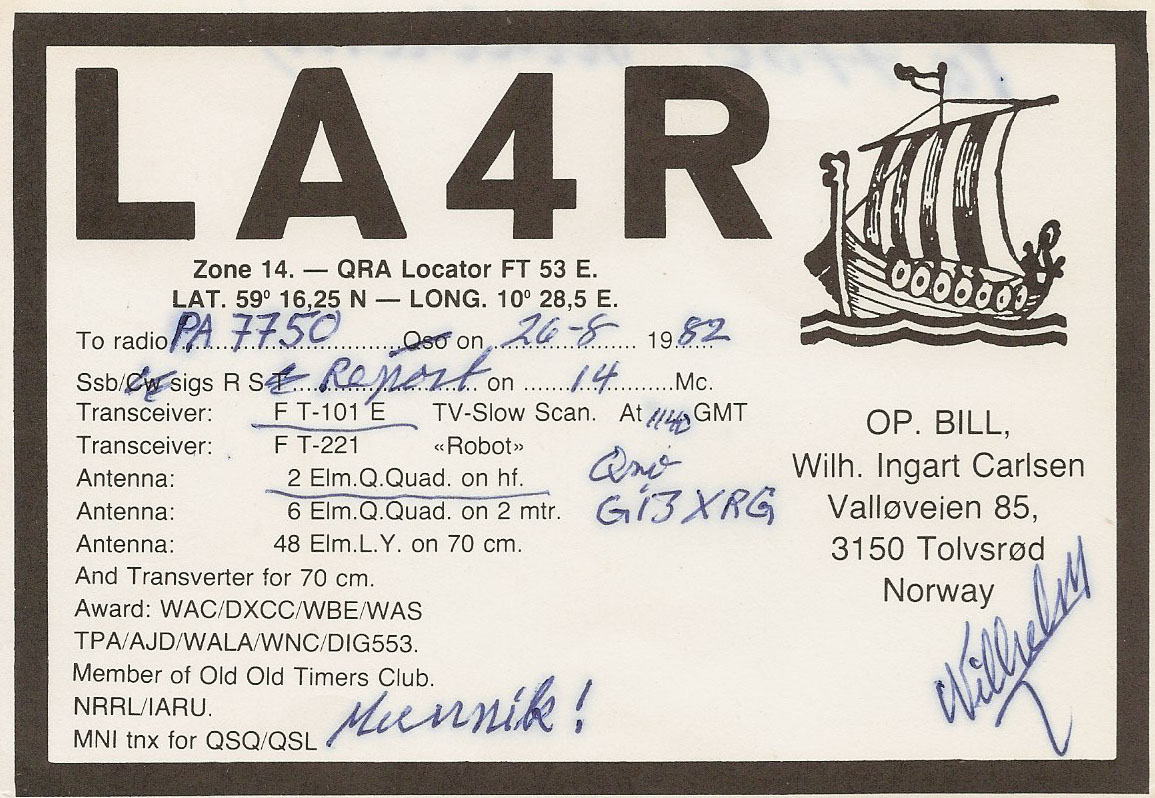 LA4R
Zone 14. — QRA Locator FT 53 E.
LAT. 59º 16,25 N — LONG. 10º 28,5 E.
To radio PA 7750 Qso on 26-8 1982
Ssb/Cw sigs R S T Report on 14 Mc.
Transceiver: F T-101 E TV-Slow Scan. At 1140 GMT
Transceiver: F T-221 «Robot»
Antenna: 2 Elm.Q.Quad. on hf.
Antenna: 6 Elm.Q.Quad. on 2 mtr.
Antenna: 48 Elm.L.Y. on 70 cm.
And Transverter for 70 cm.
Award: WAC/DXCC/WBE/WAS
TPA/AJD/WALA/WNC/DIG553.
Member of Old Old Timers Club.
NRRL/IARU.
MNI tnx for QSQ/QSL
GI3XRG
OP. BILL,
Wilh. Ingart Carlsen
Valløveien 85,
3150 Tolvsrød
Norway
Wilhelm